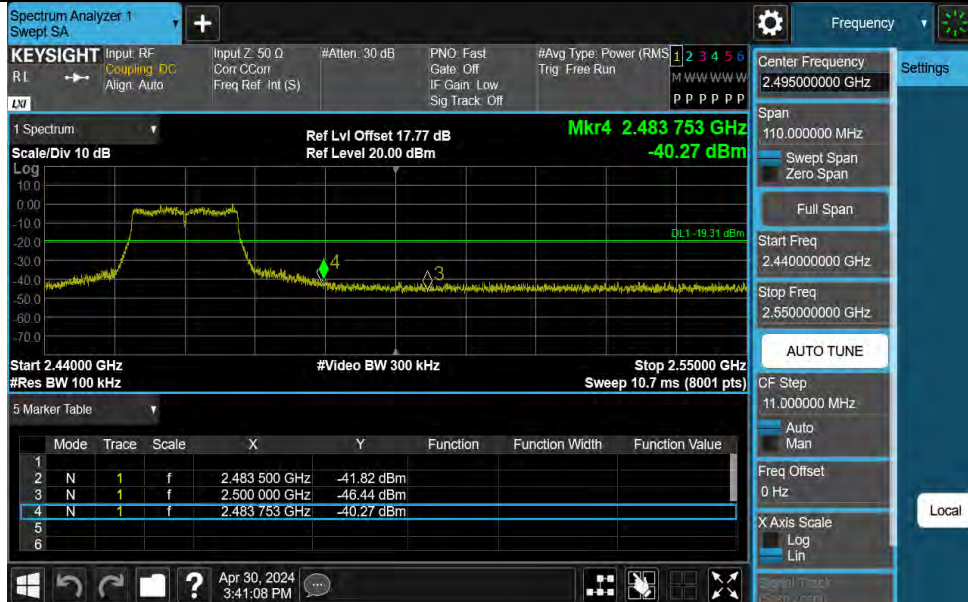 Spectrum Analyzer 1
Swept SA
Frequency
KEYSIGHT
RL
LXI
Input: RF
Coupling: DC
Align: Auto
Input Z: 50 Ω
Corr CCorr
Freq Ref: Int (S)
#Atten: 30 dB
PNO: Fast
Gate: Off
IF Gain: Low
Sig Track: Off
#Avg Type: Power (RMS
Trig: Free Run
1 2 3 4 5 6
M W W W W W
P P P P P P
Center Frequency
2.495000000 GHz
Settings
1 Spectrum
Scale/Div 10 dB
Ref Lvl Offset 17.77 dB
Ref Level 20.00 dBm
Mkr4 2.483 753 GHz
-40.27 dBm
Span
110.000000 MHz
Swept Span
Zero Span
Full Span
Log
10.0
0.00
-10.0
-20.0
-30.0
-40.0
-50.0
-60.0
-70.0
DL1 -19.31 dBm
4
3
Start Freq
2.440000000 GHz
Stop Freq
2.550000000 GHz
AUTO TUNE
Start 2.44000 GHz
#Video BW 300 kHz
Stop 2.55000 GHz
#Res BW 100 kHz
Sweep 10.7 ms (8001 pts)
CF Step
11.000000 MHz
Auto
Man
5 Marker Table
Mode Trace Scale X Y Function Function Width Function Value
1
2 N 1 f 2.483 500 GHz -41.82 dBm
3 N 1 f 2.500 000 GHz -46.44 dBm
4 N 1 f 2.483 753 GHz -40.27 dBm
5
6
Freq Offset
0 Hz
Local
X Axis Scale
Log
Lin
Signal Track
(Span Zoom)
?
Apr 30, 2024
3:41:08 PM